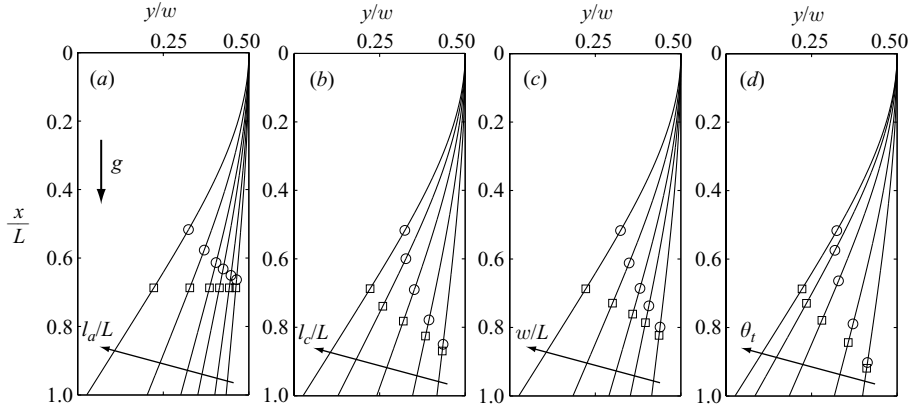 y/w y/w y/w y/w
0.25 0.50 0.25 0.50 0.25 0.50 0.25 0.50
0 0 0 0
(a) (b) (c) (d)
0.2 0.2 0.2 0.2
g
0.4 0.4 0.4 0.4
x/L
0.6 0.6 0.6 0.6
0.8 0.8 0.8 0.8
l_a/L l_c/L w/L θ_t
1.0 1.0 1.0 1.0